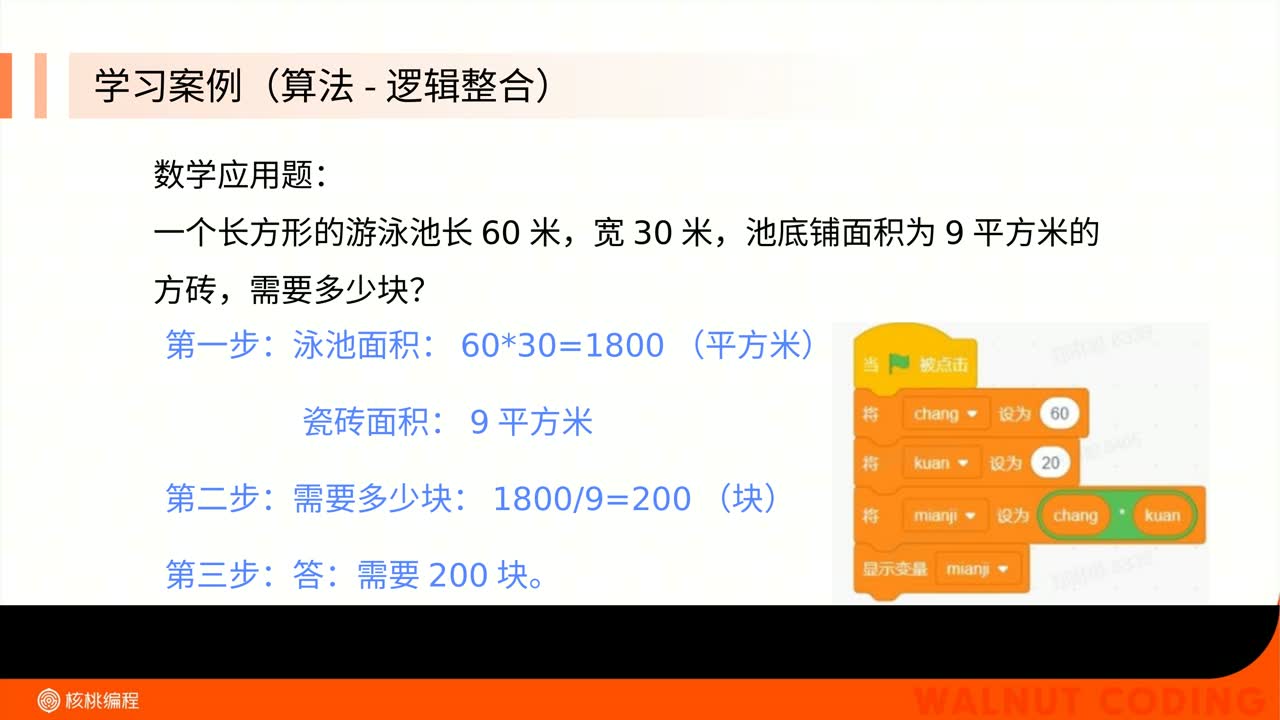 学习案例（算法 - 逻辑整合）
数学应用题：
一个长方形的游泳池长 60 米，宽 30 米，池底铺面积为 9 平方米的
方砖，需要多少块？
第一步：泳池面积： 60*30=1800 （平方米）
瓷砖面积： 9 平方米
第二步：需要多少块： 1800/9=200 （块）
第三步：答：需要 200 块。
当 被点击
将 chang 设为 60
将 kuan 设为 20
将 mianji 设为 chang * kuan
显示变量 mianji
核桃编程
WALNUT CODING